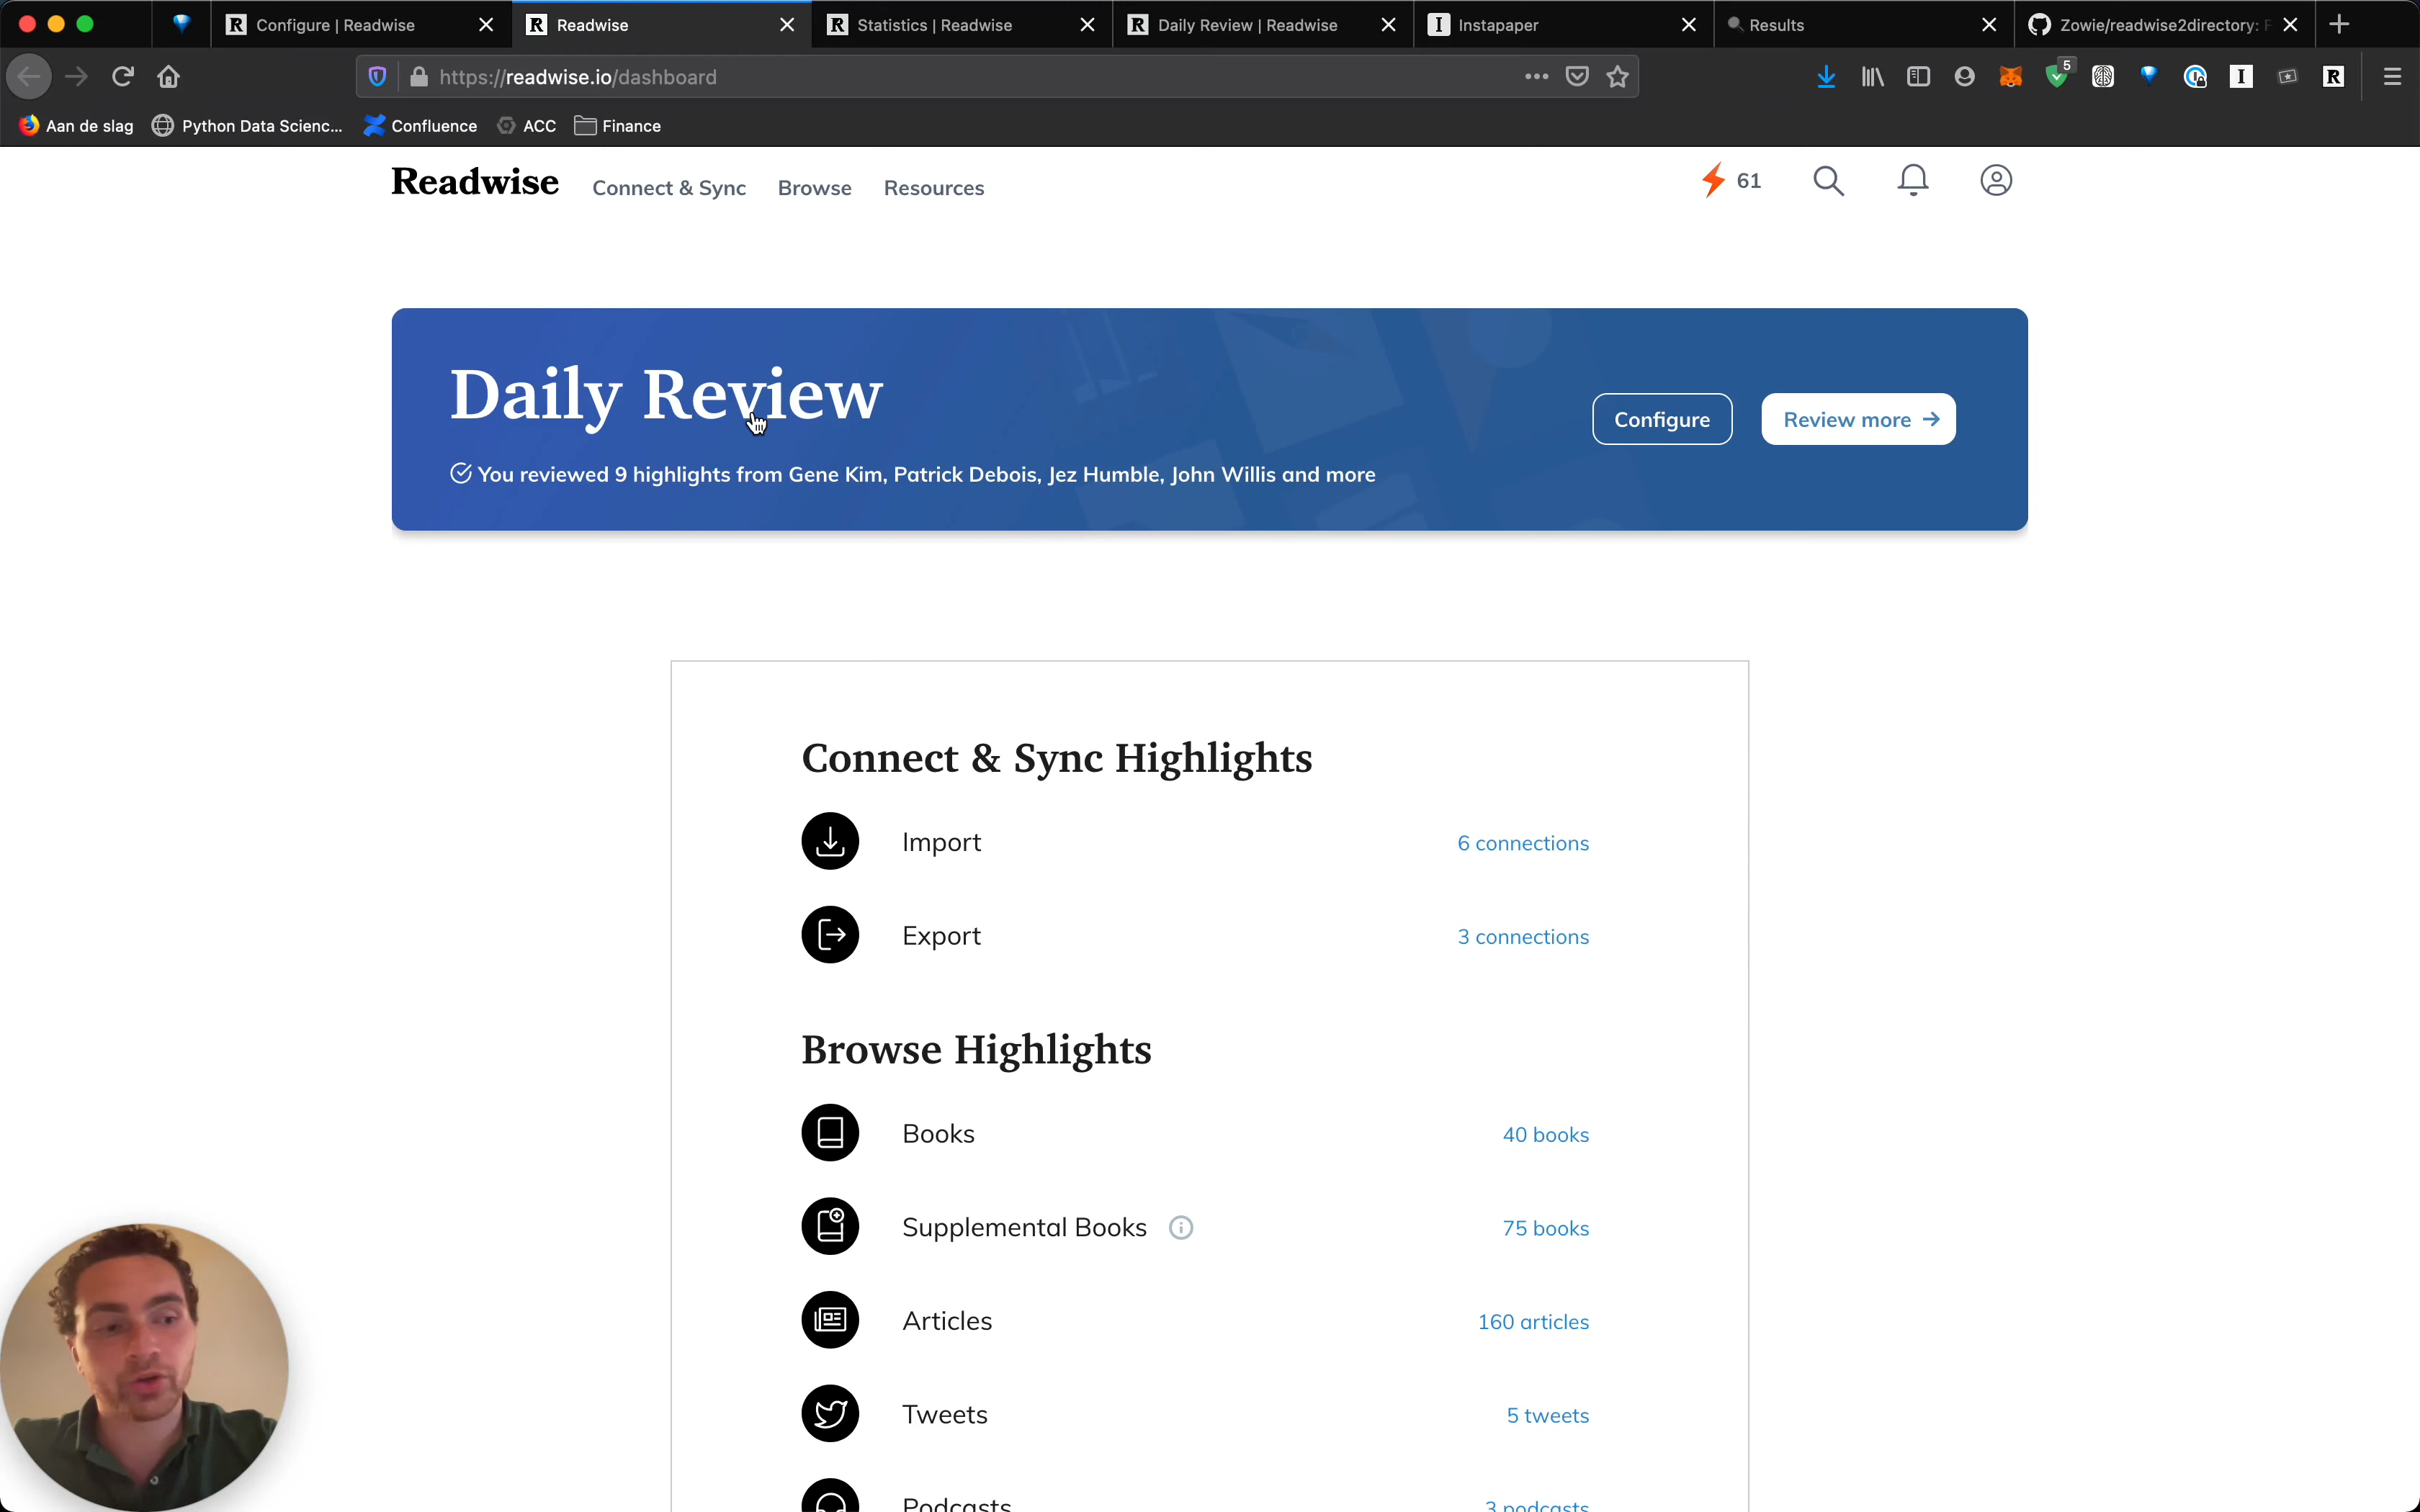 Configure | Readwise
Readwise
Statistics | Readwise
Daily Review | Readwise
Instapaper
Results
Zowie/readwise2directory:
https://readwise.io/dashboard
5
Aan de slag
Python Data Scienc...
Confluence
ACC
Finance
Readwise
Connect & Sync
Browse
Resources
61
Daily Review
You reviewed 9 highlights from Gene Kim, Patrick Debois, Jez Humble, John Willis and more
Configure
Review more →
Connect & Sync Highlights
Import
6 connections
Export
3 connections
Browse Highlights
Books
40 books
Supplemental Books
75 books
Articles
160 articles
Tweets
5 tweets
Podcasts
3 podcasts